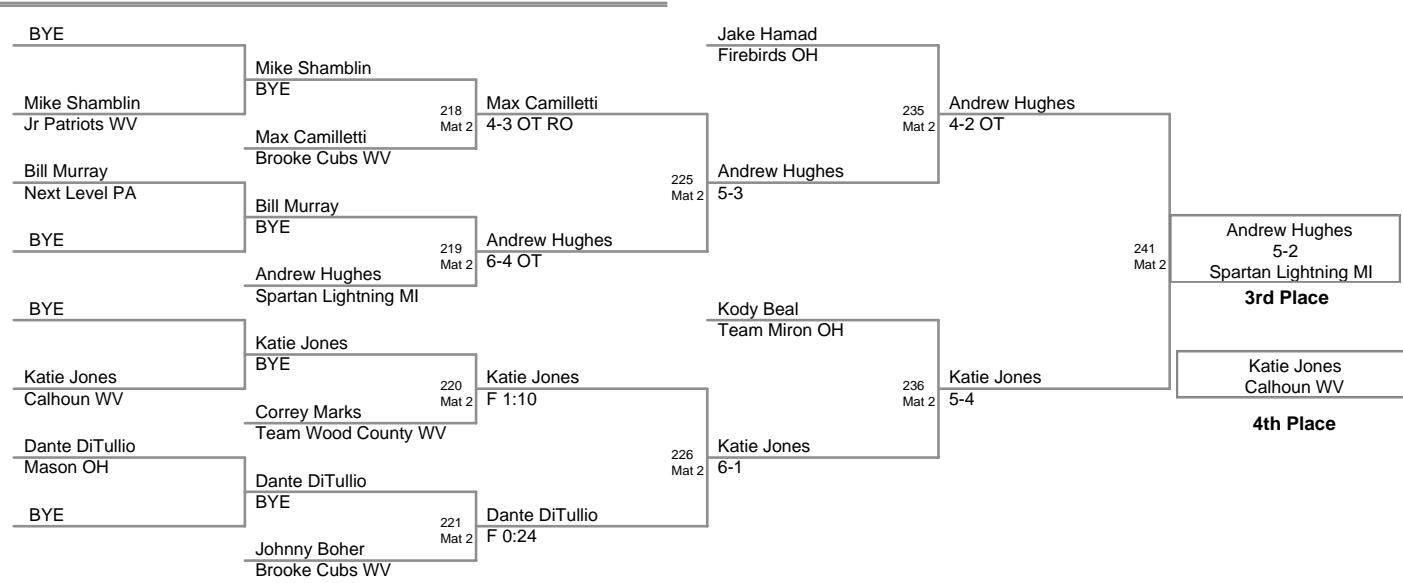 BYE
Mike Shamblin
Jr Patriots WV
Bill Murray
Next Level PA
BYE
BYE
Katie Jones
Calhoun WV
Dante DiTullio
Mason OH
BYE
Mike Shamblin
BYE
218
Mat 2
Max Camilletti
Brooke Cubs WV
Bill Murray
BYE
219
Mat 2
Andrew Hughes
Spartan Lightning MI
Katie Jones
BYE
220
Mat 2
Correy Marks
Team Wood County WV
Dante DiTullio
BYE
221
Mat 2
Johnny Boher
Brooke Cubs WV
Max Camilletti
4-3 OT RO
225
Mat 2
Andrew Hughes
6-4 OT
Katie Jones
F 1:10
226
Mat 2
Dante DiTullio
F 0:24
Jake Hamad
Firebirds OH
235
Mat 2
Andrew Hughes
5-3
Kody Beal
Team Miron OH
236
Mat 2
Katie Jones
6-1
Andrew Hughes
4-2 OT
241
Mat 2
Katie Jones
5-4
Andrew Hughes
5-2
Spartan Lightning MI
3rd Place
Katie Jones
Calhoun WV
4th Place